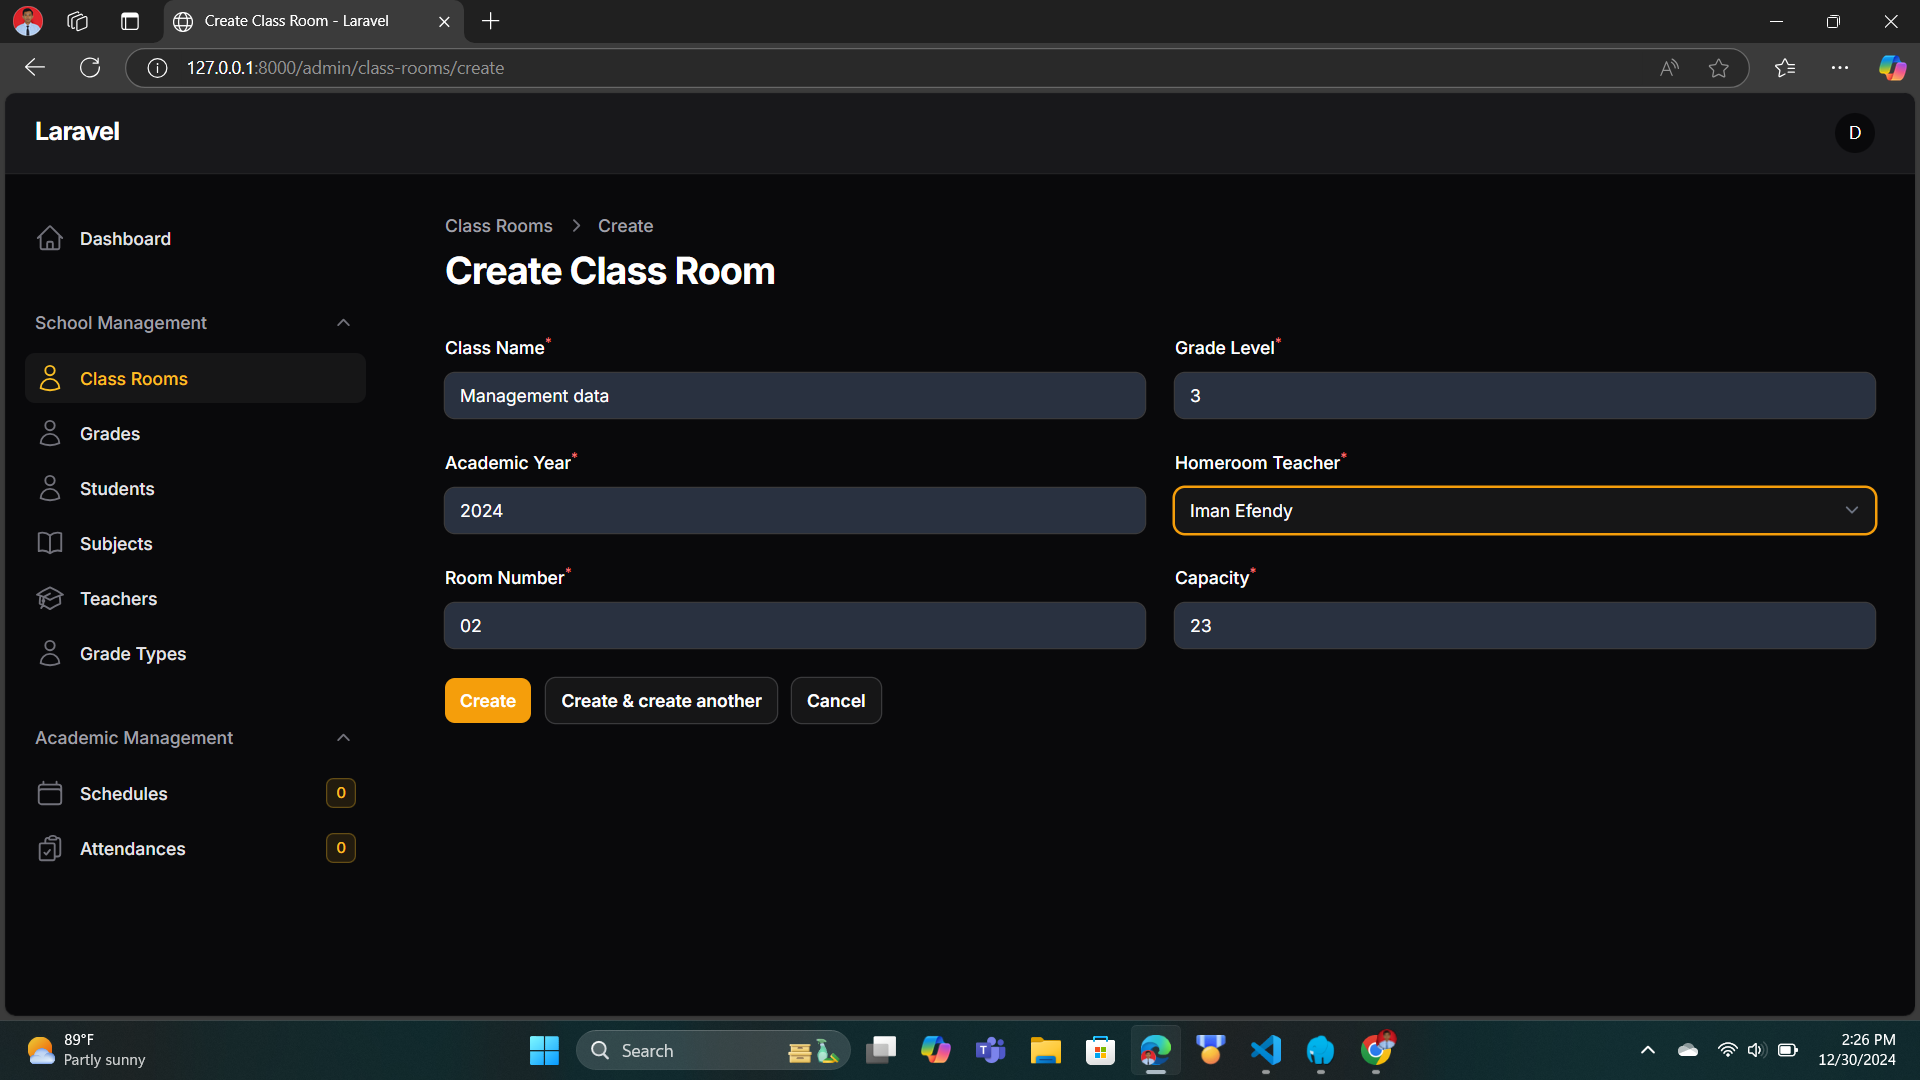 Create Class Room - Laravel
127.0.0.1:8000/admin/class-rooms/create
Laravel
D
Dashboard
School Management
Class Rooms
Grades
Students
Subjects
Teachers
Grade Types
Academic Management
Schedules 0
Attendances 0
Class Rooms > Create
Create Class Room
Class Name*
Management data
Grade Level*
3
Academic Year*
2024
Homeroom Teacher*
Iman Efendy
Room Number*
02
Capacity*
23
Create
Create & create another
Cancel
89°F
Partly sunny
Search
2:26 PM
12/30/2024